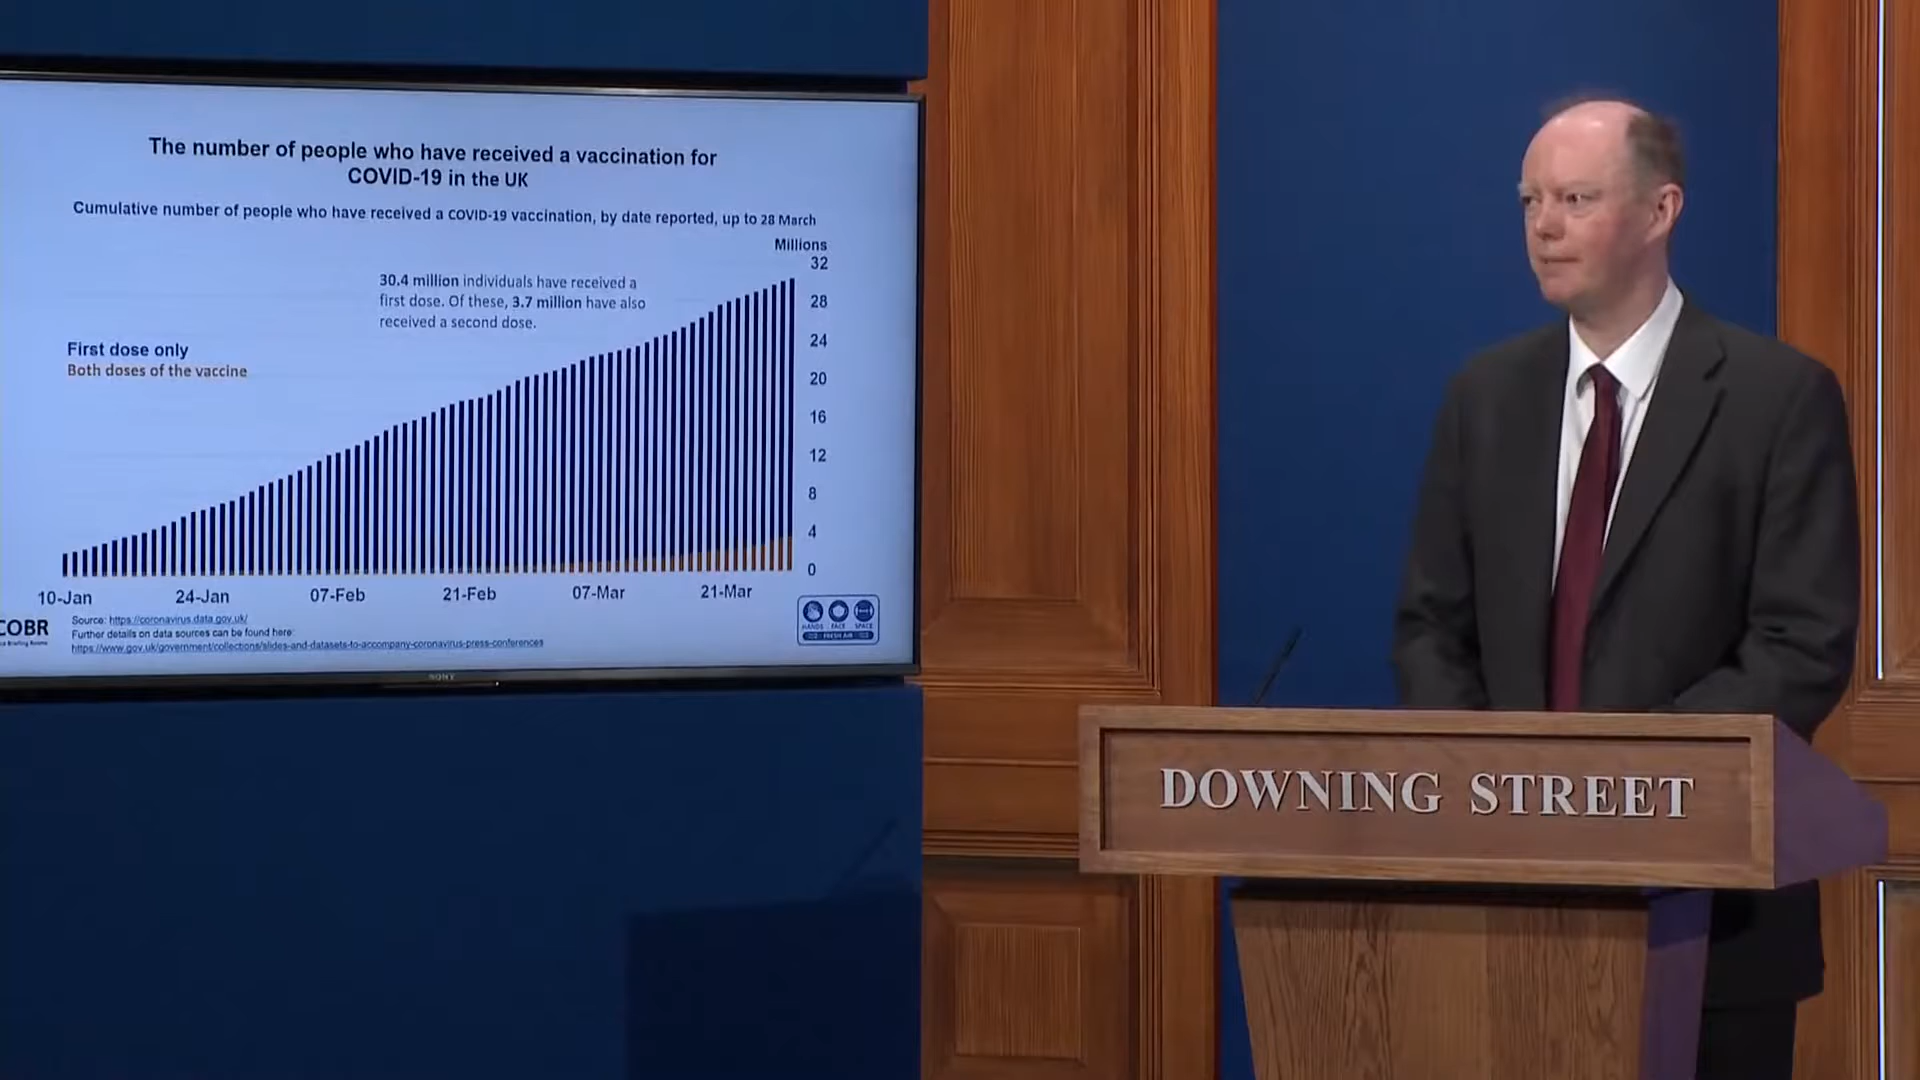 The number of people who have received a vaccination for
COVID-19 in the UK
Cumulative number of people who have received a COVID-19 vaccination, by date reported, up to 28 March
Millions
30.4 million individuals have received a
first dose. Of these, 3.7 million have also
received a second dose.
First dose only
Both doses of the vaccine
32
28
24
20
16
12
8
4
0
10-Jan 24-Jan 07-Feb 21-Feb 07-Mar 21-Mar
COBR
Source: https://coronavirus.data.gov.uk/
Further details on data sources can be found here:
https://www.gov.uk/government/collections/slides-and-datasets-to-accompany-coronavirus-press-conferences
HANDS FACE SPACE
FRESH AIR
SONY
DOWNING STREET